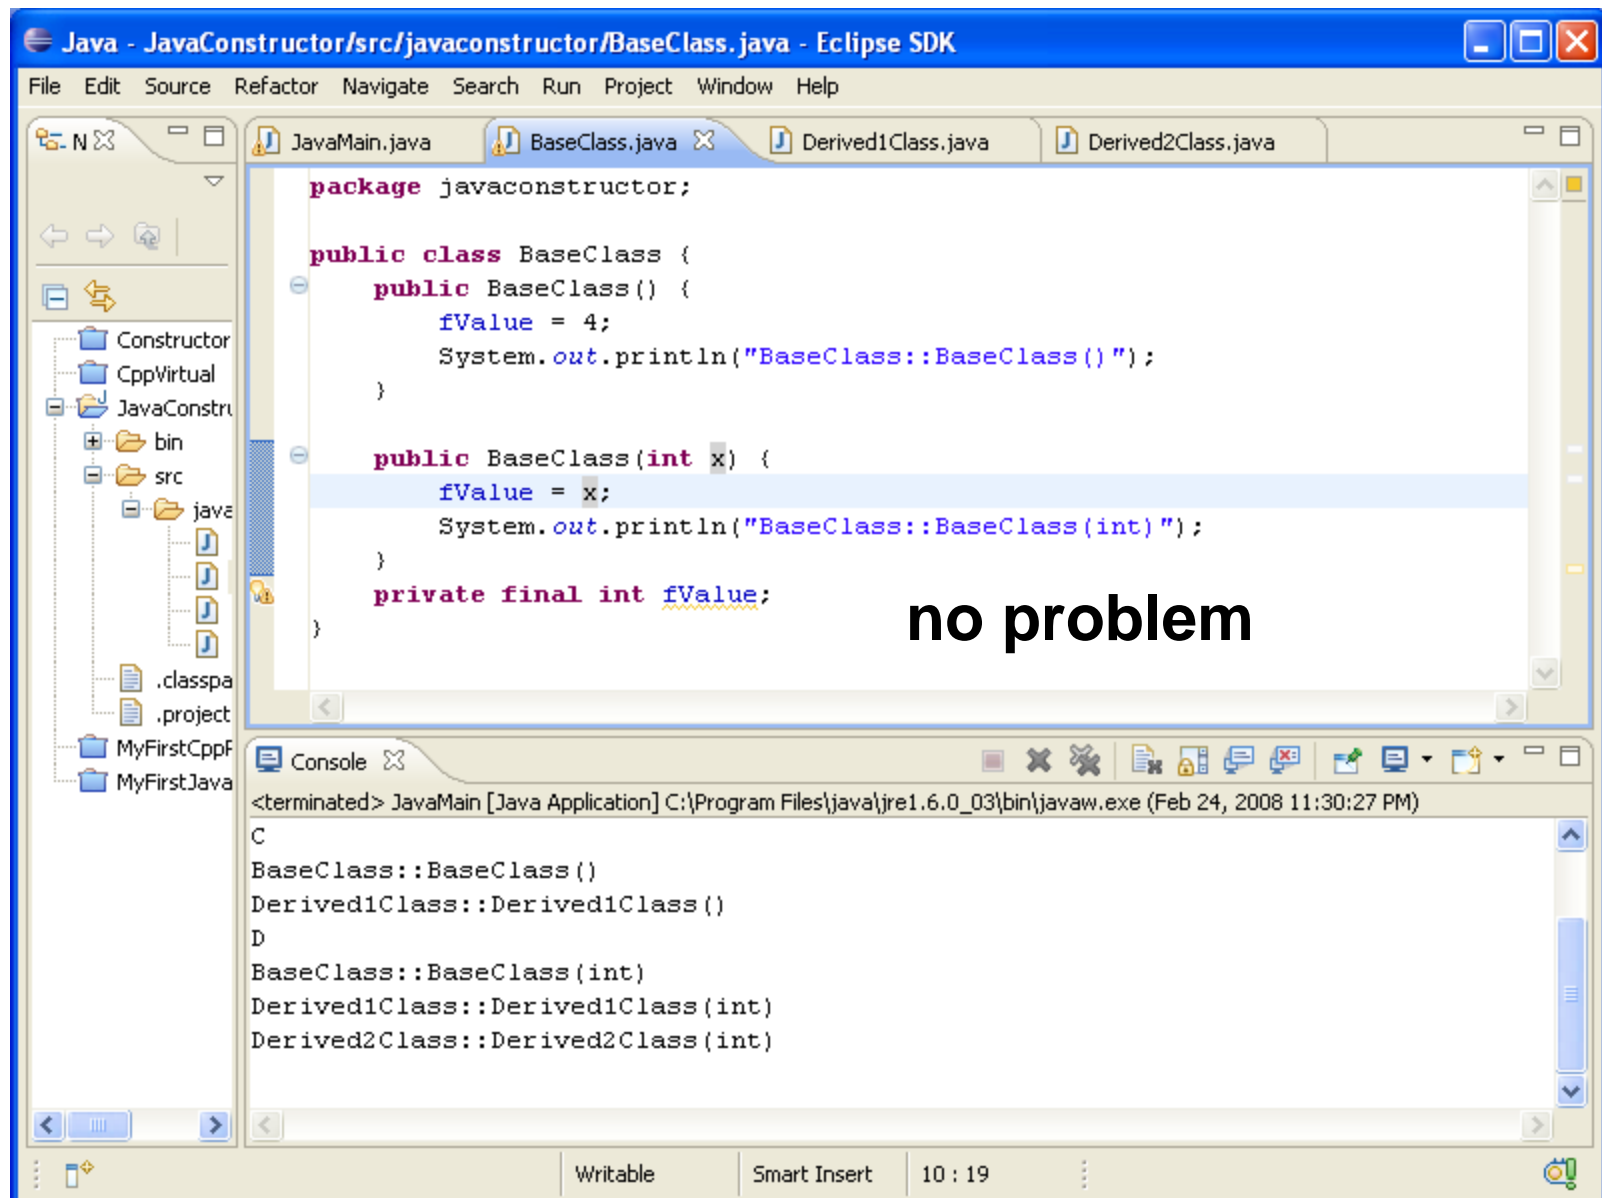 Java - JavaConstructor/src/javaconstructor/BaseClass.java - Eclipse SDK
File Edit Source Refactor Navigate Search Run Project Window Help
N
JavaMain.java BaseClass.java Derived1Class.java Derived2Class.java
Constructor
CppVirtual
JavaConstru
bin
src
java
J
J
J
J
.classpa
.project
MyFirstCppF
MyFirstJava
package javaconstructor;
public class BaseClass {
public BaseClass() {
fValue = 4;
System.out.println("BaseClass::BaseClass()");
}
public BaseClass(int x) {
fValue = x;
System.out.println("BaseClass::BaseClass(int)");
}
private final int fValue;
}
no problem
Console
<terminated> JavaMain [Java Application] C:\Program Files\java\jre1.6.0_03\bin\javaw.exe (Feb 24, 2008 11:30:27 PM)
C
BaseClass::BaseClass()
Derived1Class::Derived1Class()
D
BaseClass::BaseClass(int)
Derived1Class::Derived1Class(int)
Derived2Class::Derived2Class(int)
Writable Smart Insert 10 : 19